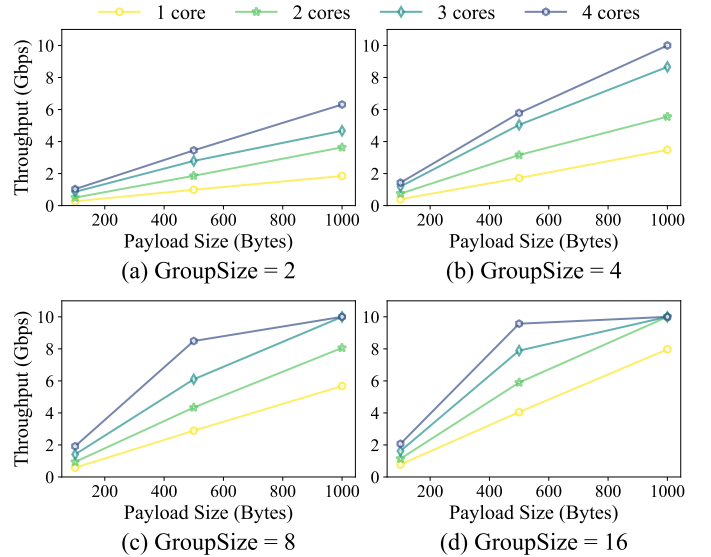 1 core 2 cores 3 cores 4 cores
Throughput (Gbps)
10
8
6
4
2
0
200 400 600 800 1000
Payload Size (Bytes)
(a) GroupSize = 2
Throughput (Gbps)
10
8
6
4
2
0
200 400 600 800 1000
Payload Size (Bytes)
(b) GroupSize = 4
Throughput (Gbps)
10
8
6
4
2
0
200 400 600 800 1000
Payload Size (Bytes)
(c) GroupSize = 8
Throughput (Gbps)
10
8
6
4
2
0
200 400 600 800 1000
Payload Size (Bytes)
(d) GroupSize = 16